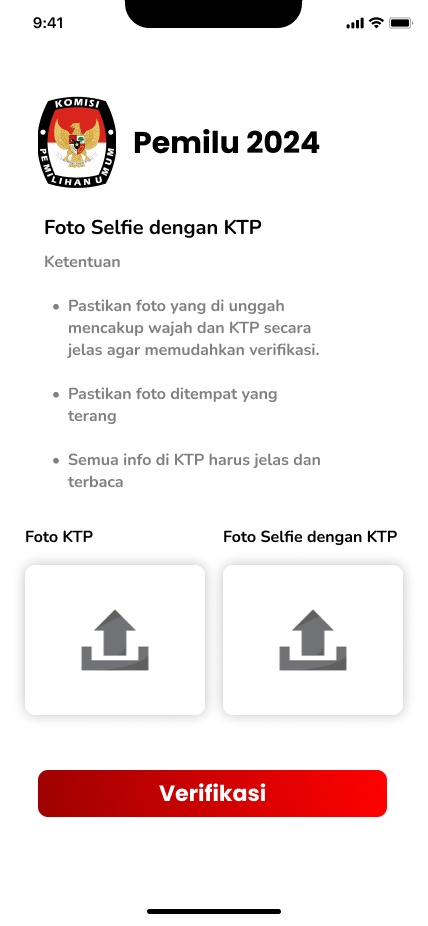 9:41
KOMISI
PEMILIHAN UMUM
Pemilu 2024
Foto Selfie dengan KTP
Ketentuan
• Pastikan foto yang di unggah
mencakup wajah dan KTP secara
jelas agar memudahkan verifikasi.
• Pastikan foto ditempat yang
terang
• Semua info di KTP harus jelas dan
terbaca
Foto KTP
Foto Selfie dengan KTP
Verifikasi